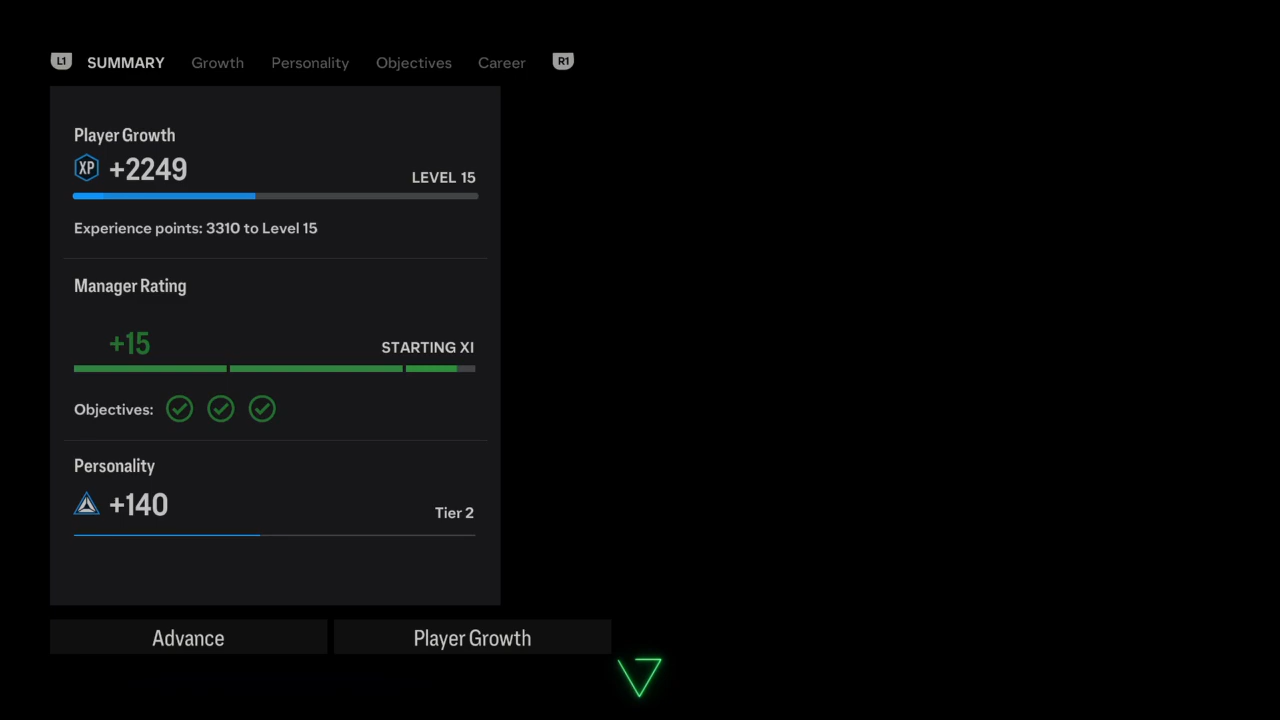 L1 SUMMARY Growth Personality Objectives Career R1
Player Growth
XP +2249
LEVEL 15
Experience points: 3310 to Level 15
Manager Rating
+15
STARTING XI
Objectives:
Personality
+140
Tier 2
Advance
Player Growth